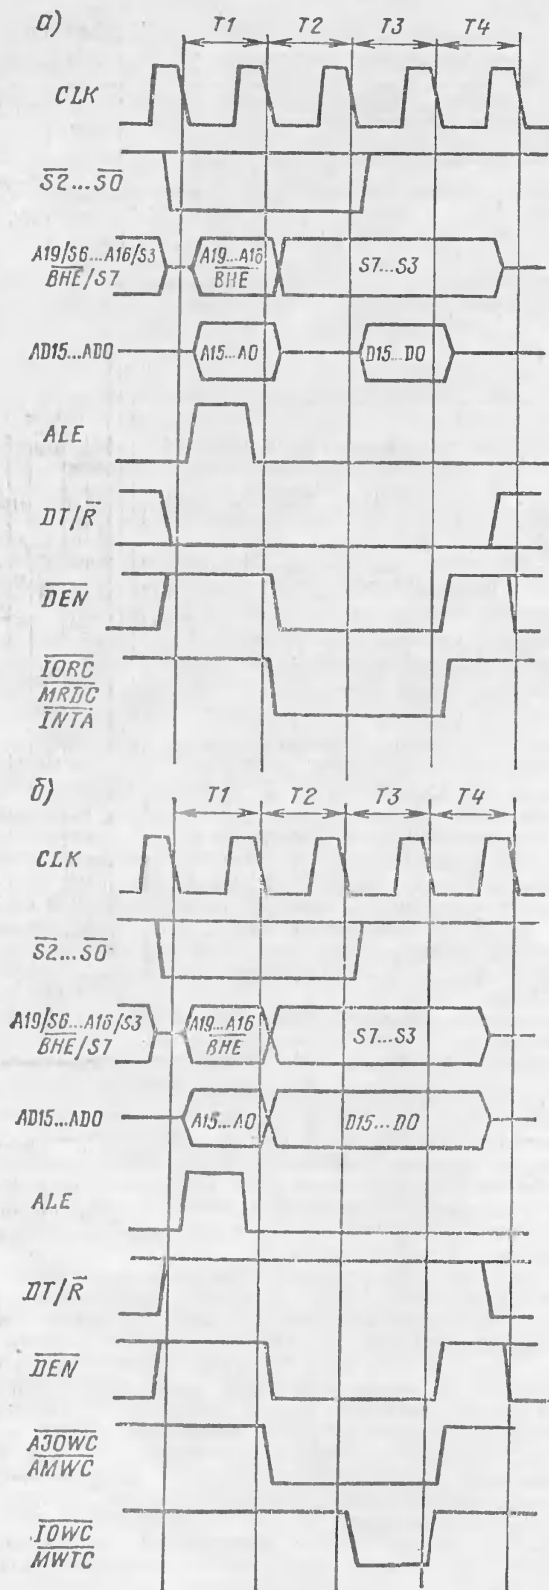 а)
T1 T2 T3 T4
CLK
S2...S0
A19/S6...A16/S3
BHE/S7
A19...A16
BHE
S7...S3
AD15...AD0
A15...A0
D15...D0
ALE
DT/R
DEN
IORC
MRDC
INTA
б)
T1 T2 T3 T4
CLK
S2...S0
A19/S6...A16/S3
BHE/S7
A19...A16
BHE
S7...S3
AD15...AD0
A15...A0
D15...D0
ALE
DT/R
DEN
AJOWC
AMWC
IOWC
MWTC